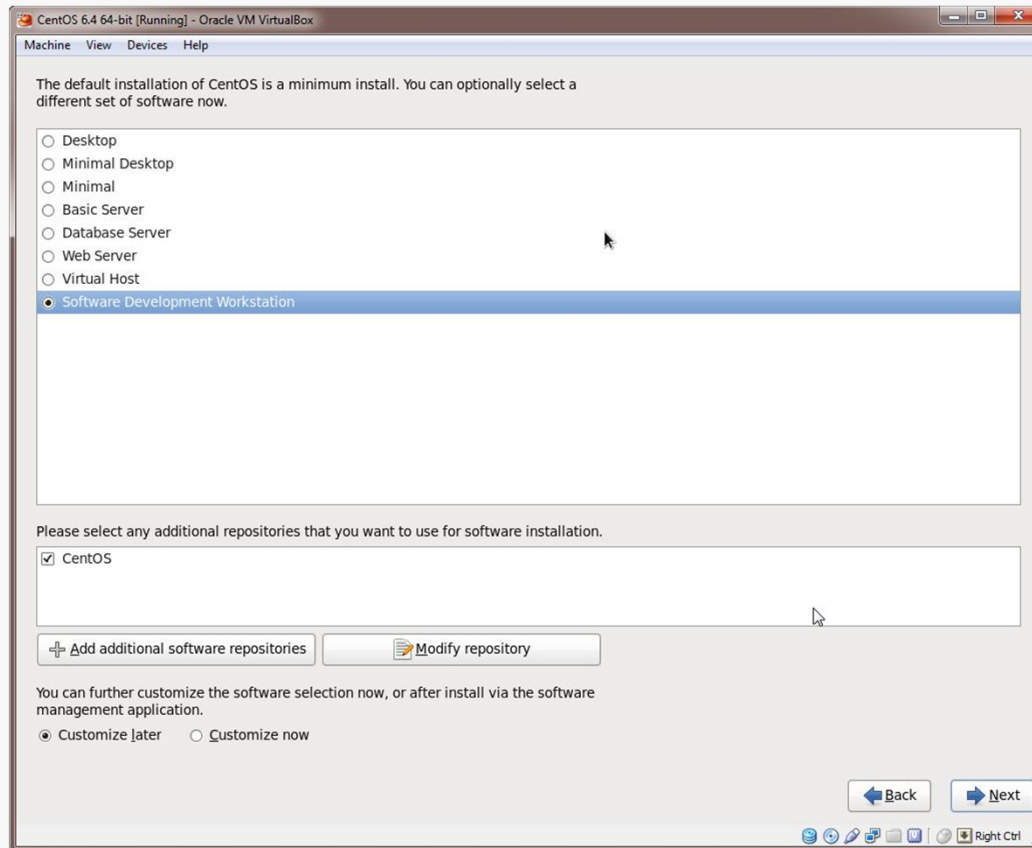 CentOS 6.4 64-bit [Running] - Oracle VM VirtualBox
Machine View Devices Help
The default installation of CentOS is a minimum install. You can optionally select a
different set of software now.
Desktop
Minimal Desktop
Minimal
Basic Server
Database Server
Web Server
Virtual Host
Software Development Workstation
Please select any additional repositories that you want to use for software installation.
CentOS
Add additional software repositories Modify repository
You can further customize the software selection now, or after install via the software
management application.
Customize later Customize now
Back Next
Right Ctrl